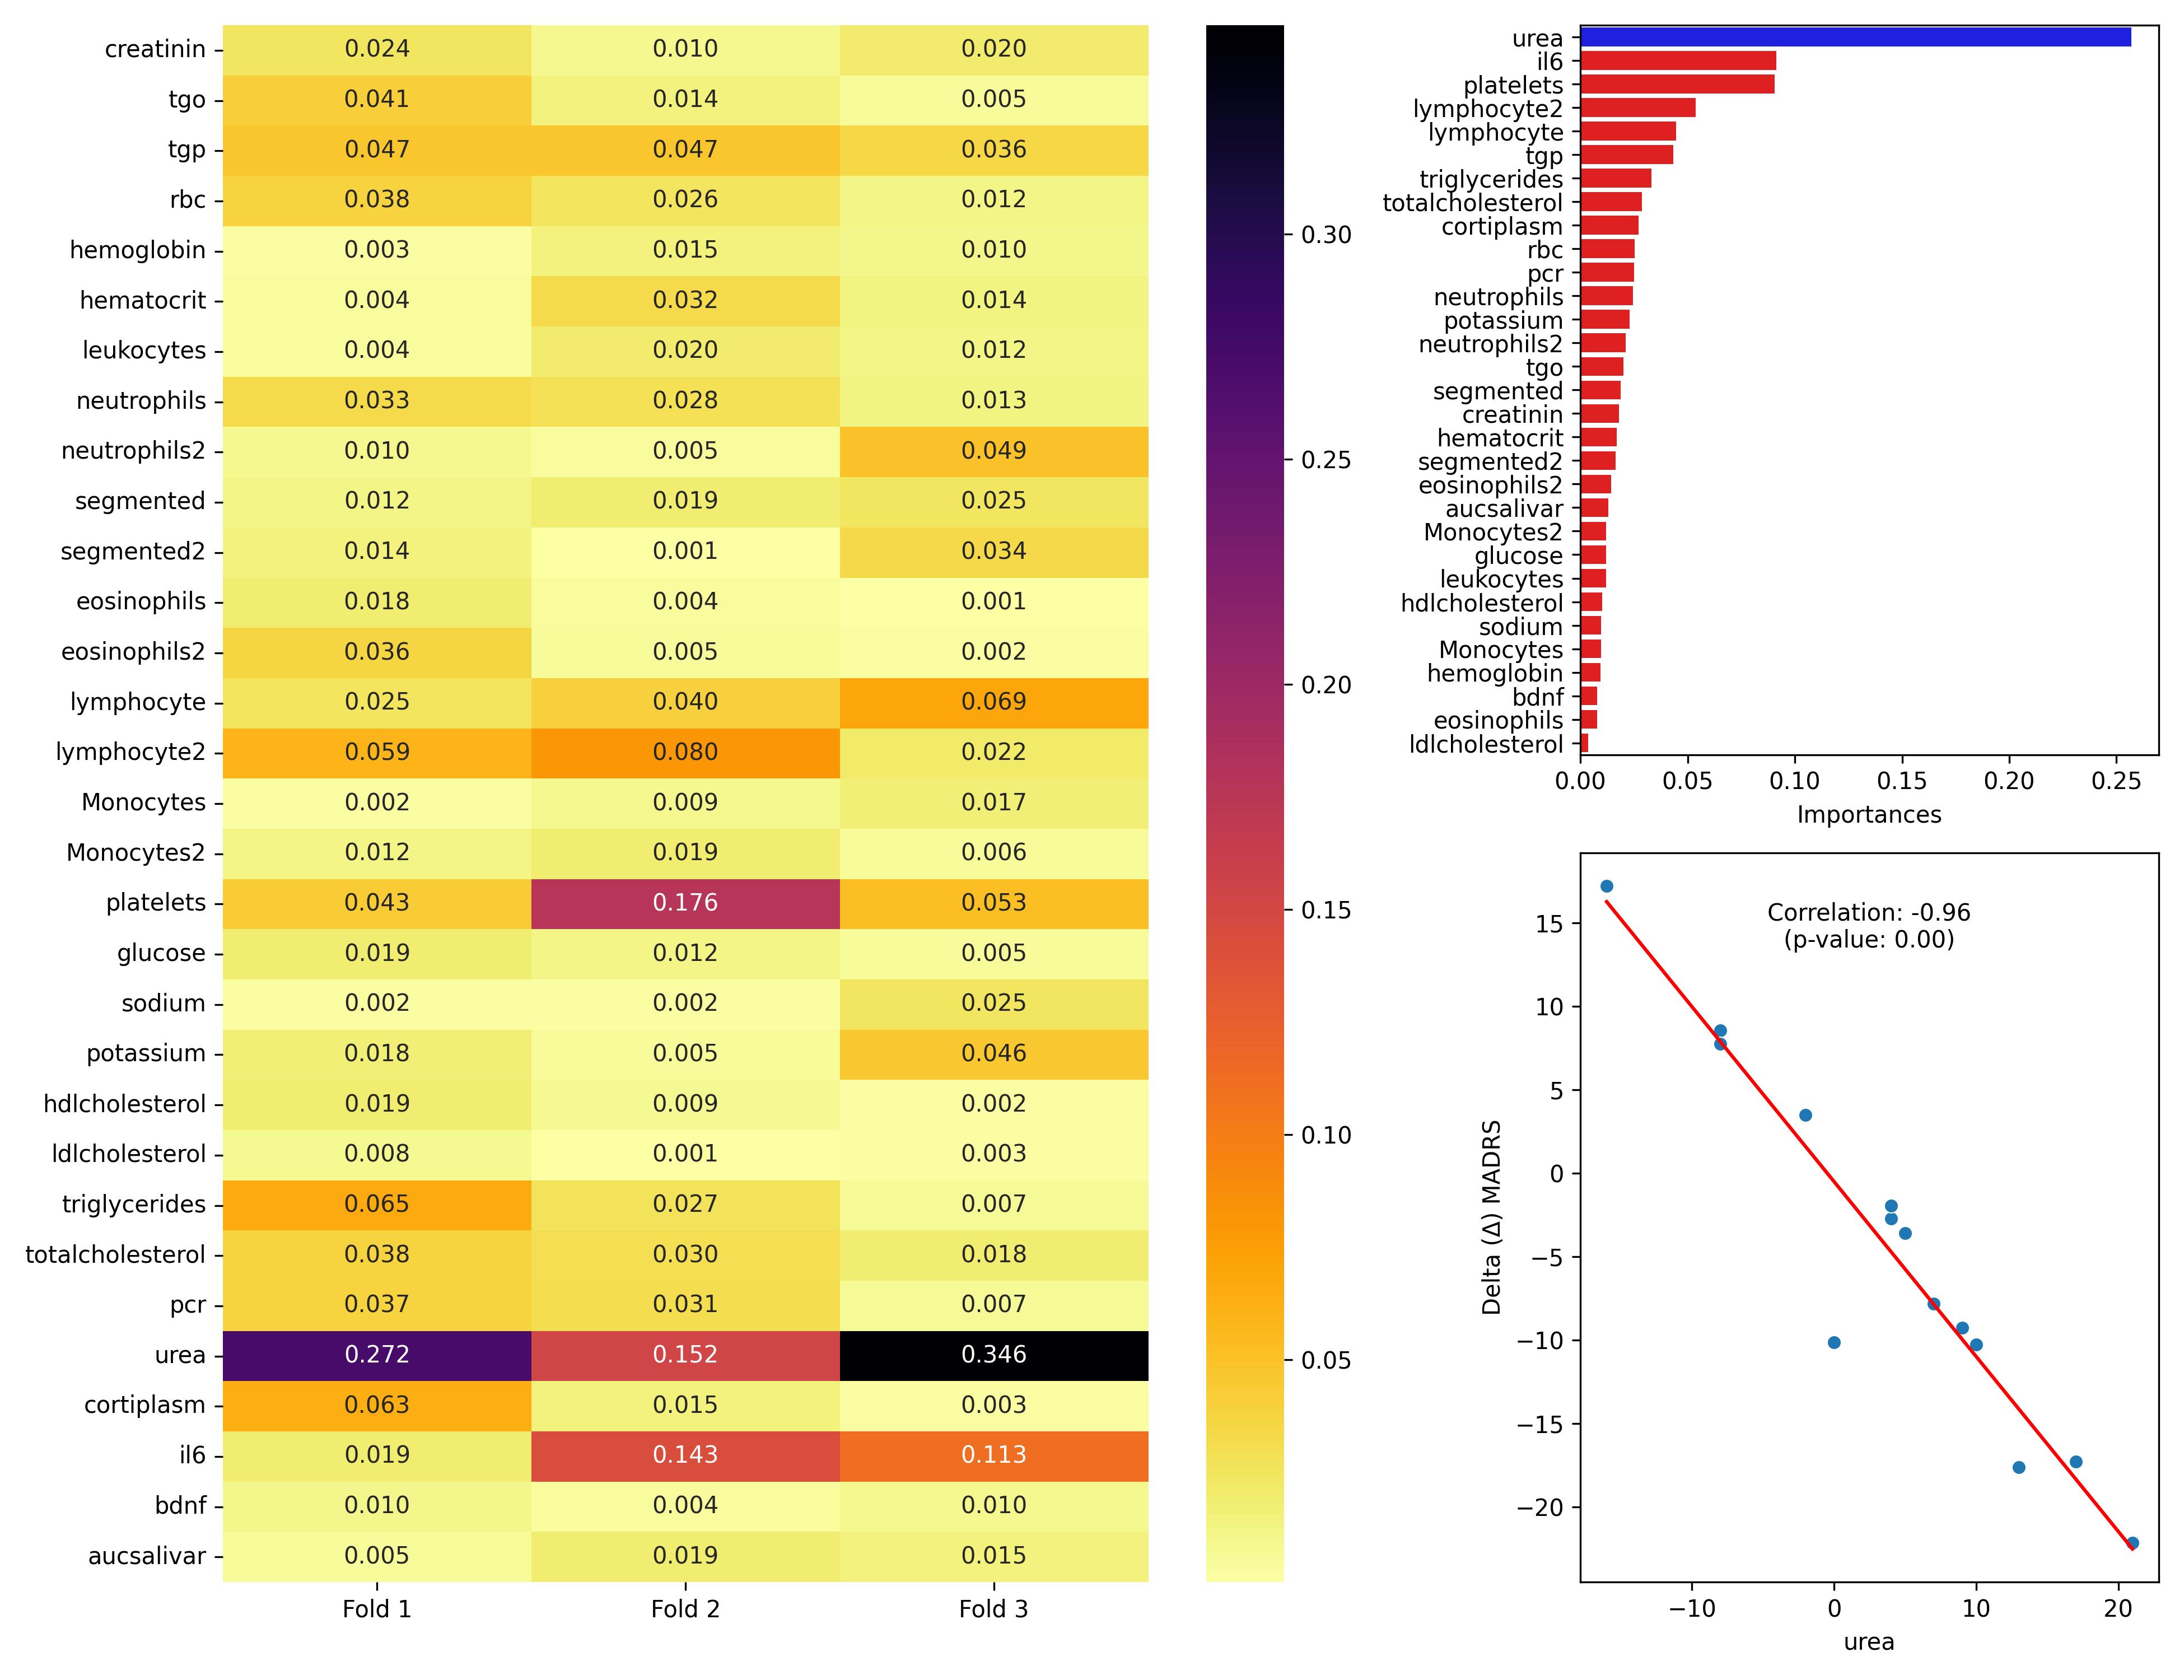 creatinin 0.024 0.010 0.020
tgo 0.041 0.014 0.005
tgp 0.047 0.047 0.036
rbc 0.038 0.026 0.012
hemoglobin 0.003 0.015 0.010
hematocrit 0.004 0.032 0.014
leukocytes 0.004 0.020 0.012
neutrophils 0.033 0.028 0.013
neutrophils2 0.010 0.005 0.049
segmented 0.012 0.019 0.025
segmented2 0.014 0.001 0.034
eosinophils 0.018 0.004 0.001
eosinophils2 0.036 0.005 0.002
lymphocyte 0.025 0.040 0.069
lymphocyte2 0.059 0.080 0.022
Monocytes 0.002 0.009 0.017
Monocytes2 0.012 0.019 0.006
platelets 0.043 0.176 0.053
glucose 0.019 0.012 0.005
sodium 0.002 0.002 0.025
potassium 0.018 0.005 0.046
hdlcholesterol 0.019 0.009 0.002
ldlcholesterol 0.008 0.001 0.003
triglycerides 0.065 0.027 0.007
totalcholesterol 0.038 0.030 0.018
pcr 0.037 0.031 0.007
urea 0.272 0.152 0.346
cortiplasm 0.063 0.015 0.003
il6 0.019 0.143 0.113
bdnf 0.010 0.004 0.010
aucsalivar 0.005 0.019 0.015
Fold 1 Fold 2 Fold 3
0.30
0.25
0.20
0.15
0.10
0.05
urea
il6
platelets
lymphocyte2
lymphocyte
tgp
triglycerides
totalcholesterol
cortiplasm
rbc
pcr
neutrophils
potassium
neutrophils2
tgo
segmented
creatinin
hematocrit
segmented2
eosinophils2
aucsalivar
Monocytes2
glucose
leukocytes
hdlcholesterol
sodium
Monocytes
hemoglobin
bdnf
eosinophils
ldlcholesterol
0.00 0.05 0.10 0.15 0.20 0.25
Importances
Correlation: -0.96
(p-value: 0.00)
Delta (Δ) MADRS
15
10
5
0
−5
−10
−15
−20
−10 0 10 20
urea